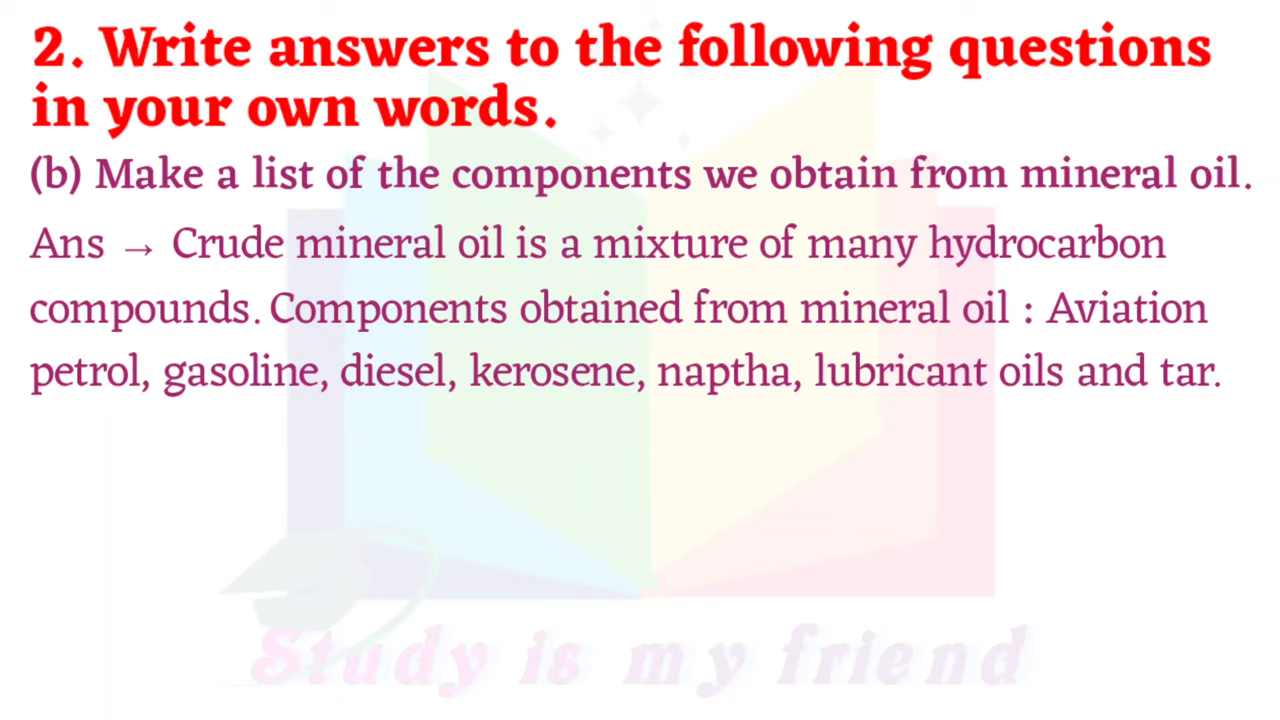 2. Write answers to the following questions
in your own words.
(b) Make a list of the components we obtain from mineral oil.
Ans → Crude mineral oil is a mixture of many hydrocarbon
compounds. Components obtained from mineral oil : Aviation
petrol, gasoline, diesel, kerosene, naptha, lubricant oils and tar.
Study is my friend